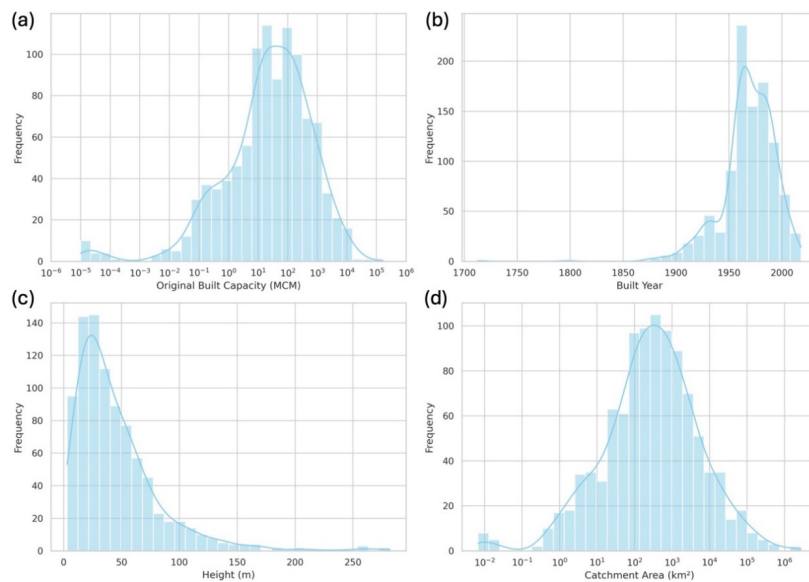 (a)
100
80
60
40
20
0
Frequency
10⁻⁶ 10⁻⁵ 10⁻⁴ 10⁻³ 10⁻² 10⁻¹ 10⁰ 10¹ 10² 10³ 10⁴ 10⁵ 10⁶
Original Built Capacity (MCM)
(b)
200
150
100
50
0
Frequency
1700 1750 1800 1850 1900 1950 2000
Built Year
(c)
140
120
100
80
60
40
20
0
Frequency
0 50 100 150 200 250
Height (m)
(d)
100
80
60
40
20
0
Frequency
10⁻² 10⁻¹ 10⁰ 10¹ 10² 10³ 10⁴ 10⁵ 10⁶
Catchment Area (km²)